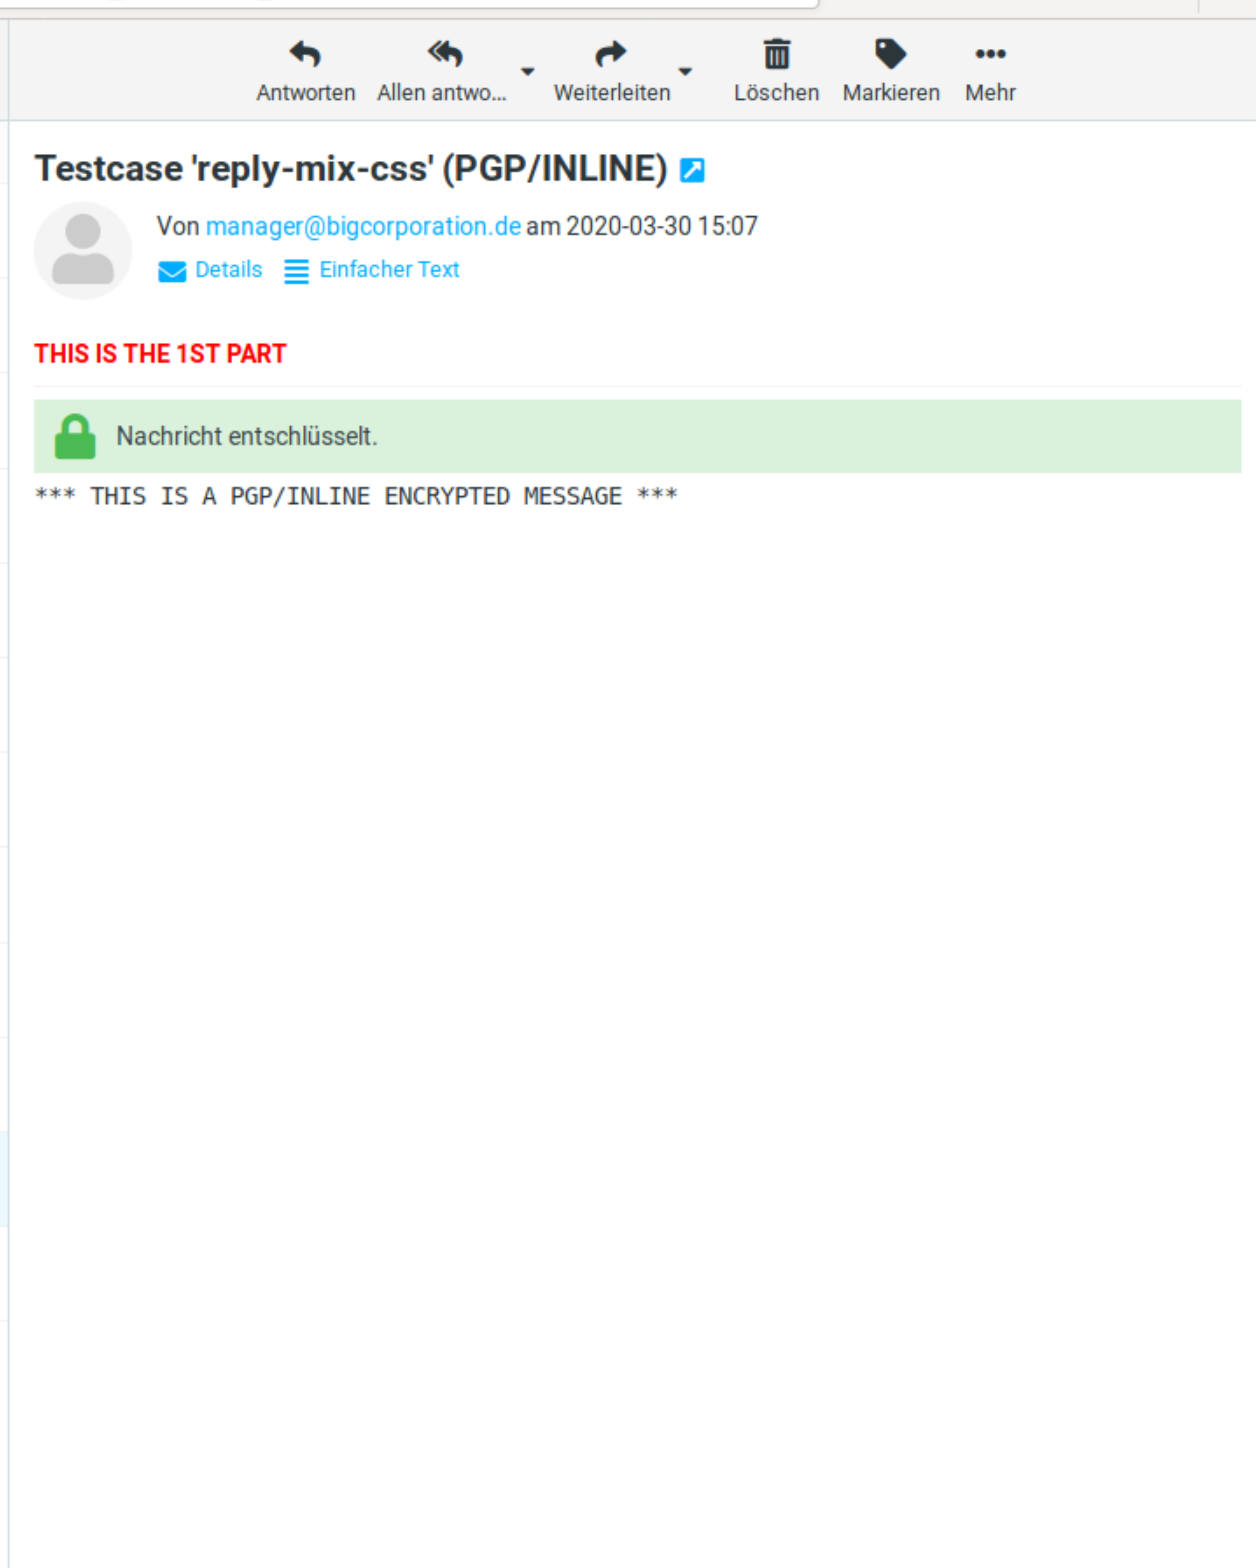 Antworten Allen antwo... Weiterleiten Löschen Markieren Mehr
Testcase 'reply-mix-css' (PGP/INLINE)
Von manager@bigcorporation.de am 2020-03-30 15:07
Details Einfacher Text
THIS IS THE 1ST PART
Nachricht entschlüsselt.
*** THIS IS A PGP/INLINE ENCRYPTED MESSAGE ***